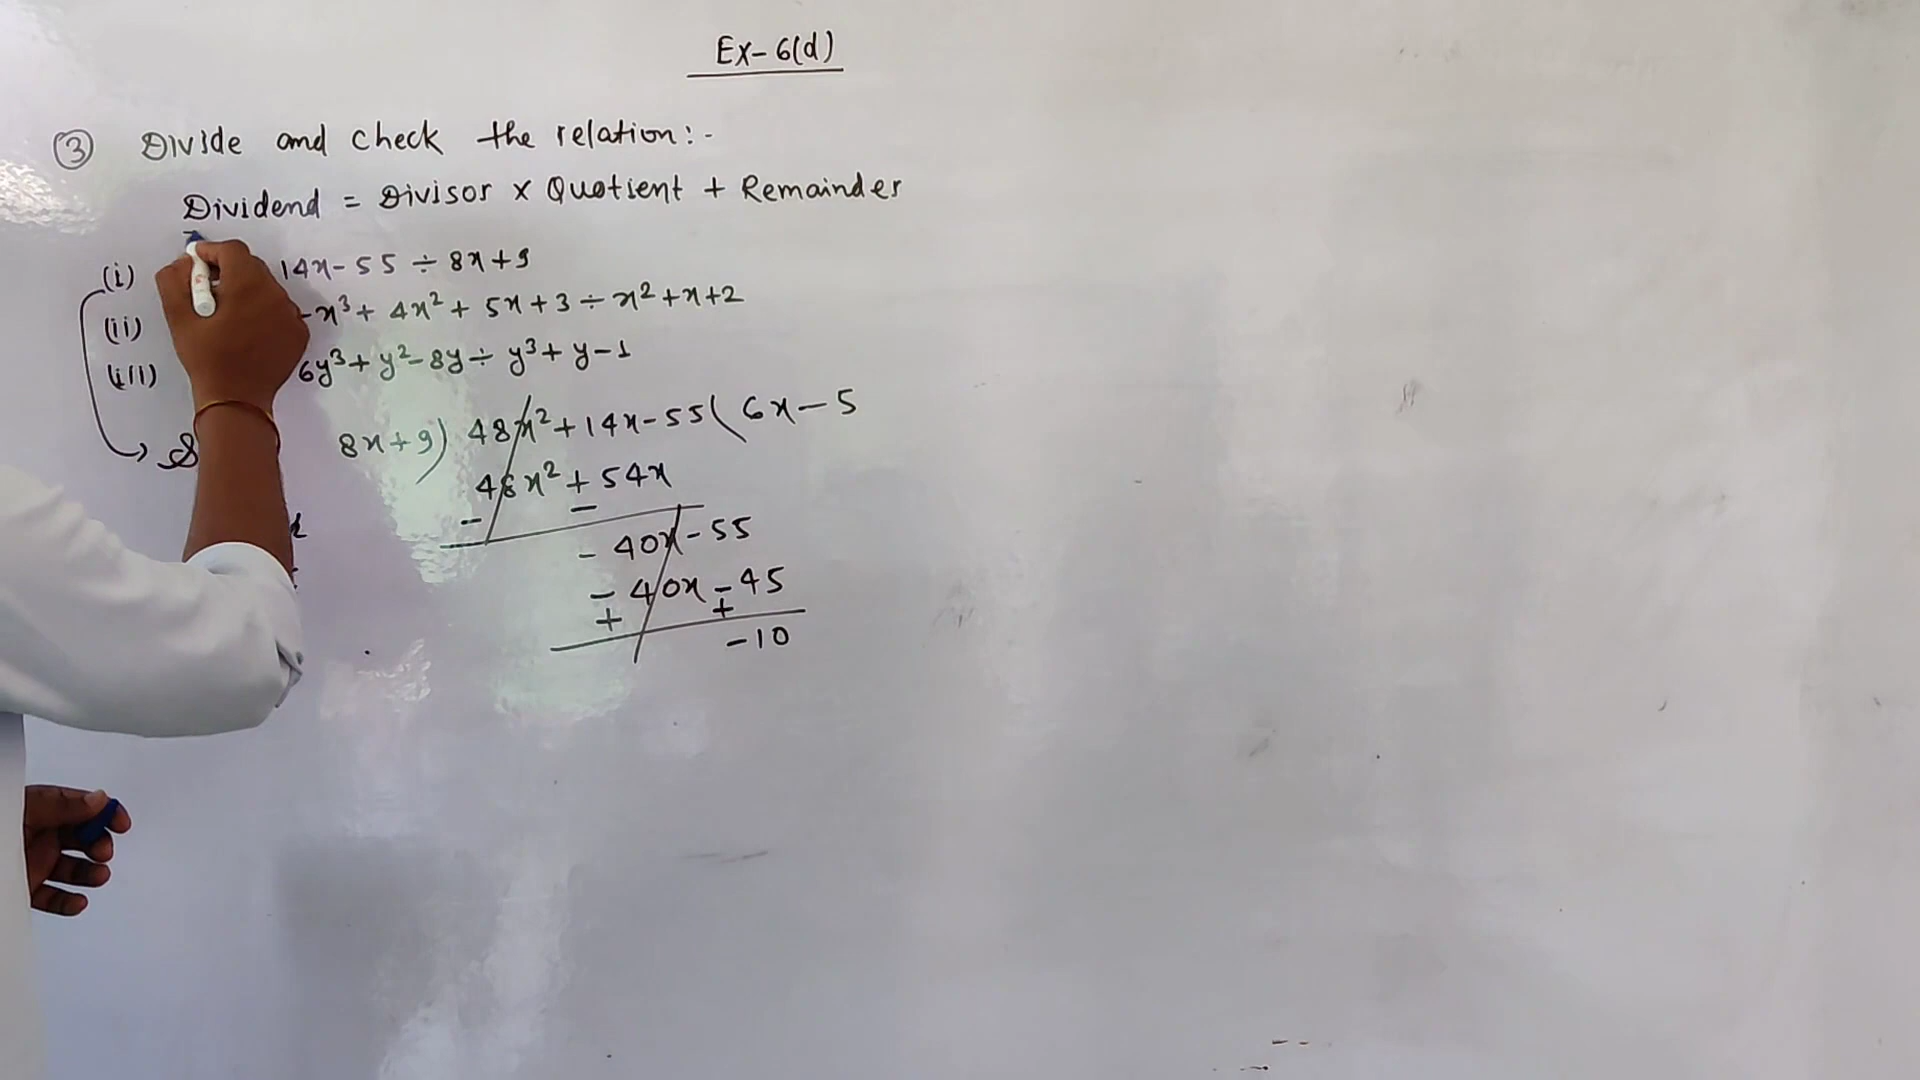 Ex-6(d)
③ Divide and check the relation:-
Dividend = Divisor × Quotient + Remainder
(i) 14x-55 ÷ 8x+9
(ii) -x³+ 4x²+ 5x+3 ÷ x²+x+2
(iii) 6y³+ y²-8y ÷ y³+ y-1
8x+9) 48x²+14x-55( 6x-5
48x²+54x
- -
- 40x-55
- 40x-45
+ +
-10